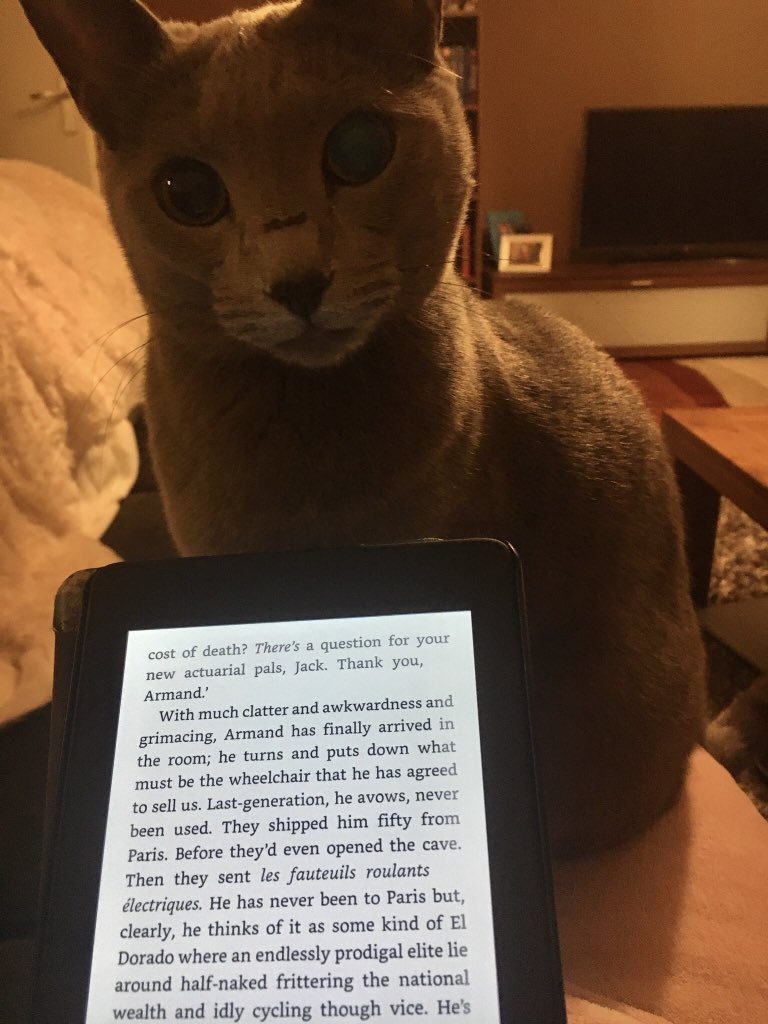 cost of death? There's a question for your
new actuarial pals, Jack. Thank you,
Armand.'
With much clatter and awkwardness and
grimacing, Armand has finally arrived in
the room; he turns and puts down what
must be the wheelchair that he has agreed
to sell us. Last-generation, he avows, never
been used. They shipped him fifty from
Paris. Before they'd even opened the cave.
Then they sent les fauteuils roulants
électriques. He has never been to Paris but,
clearly, he thinks of it as some kind of El
Dorado where an endlessly prodigal elite lie
around half-naked frittering the national
wealth and idly cycling though vice. He's